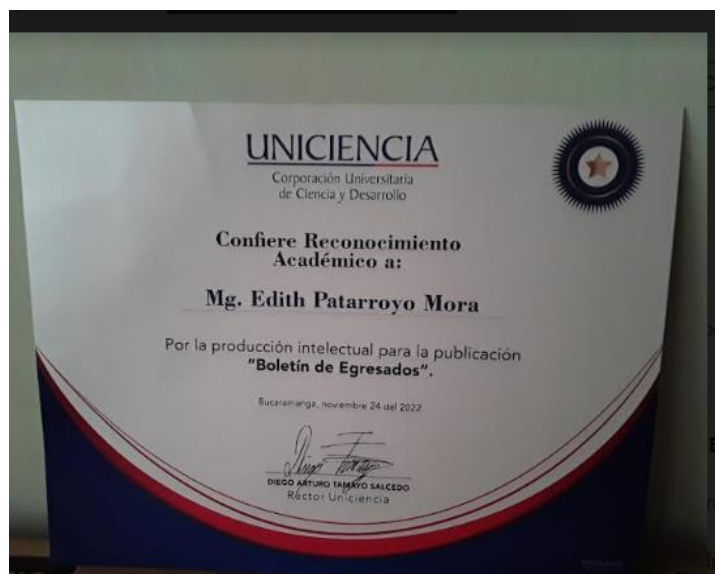 UNICIENCIA
Corporación Universitaria
de Ciencia y Desarrollo
Confiere Reconocimiento
Académico a:
Mg. Edith Patarroyo Mora
Por la producción intelectual para la publicación
"Boletín de Egresados".
Bucaramanga, noviembre 24 del 2022
DIEGO ARTURO TAMAYO SALCEDO
Rector Uniciencia